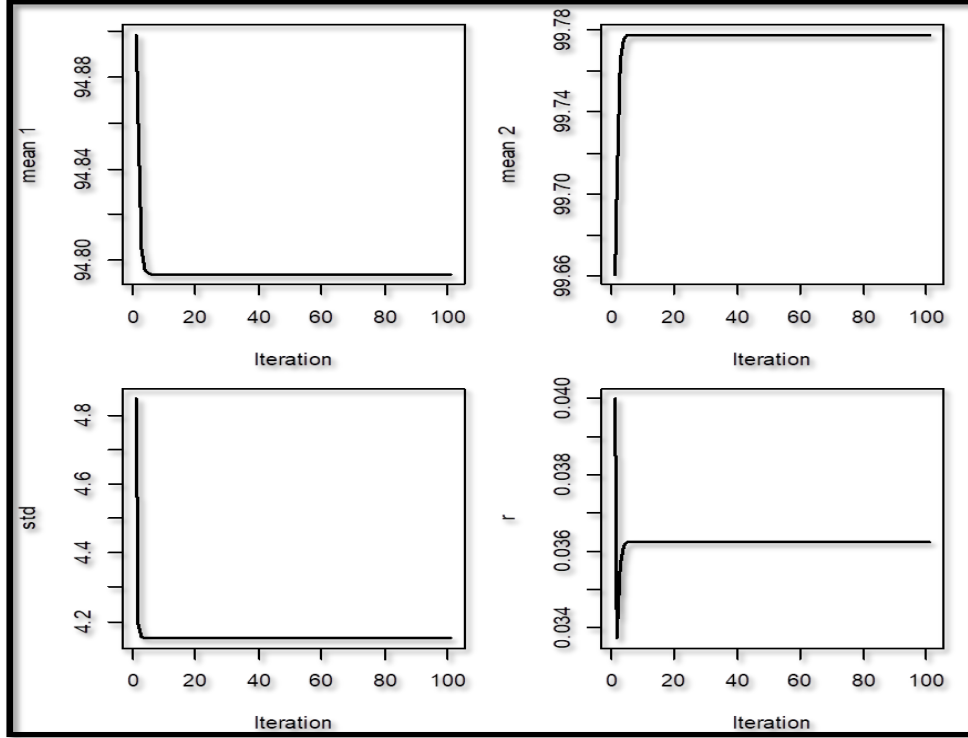 mean 1
94.88
94.84
94.80
0 20 40 60 80 100
Iteration
mean 2
99.78
99.74
99.70
99.66
0 20 40 60 80 100
Iteration
std
4.8
4.6
4.4
4.2
0 20 40 60 80 100
Iteration
r
0.040
0.038
0.036
0.034
0 20 40 60 80 100
Iteration